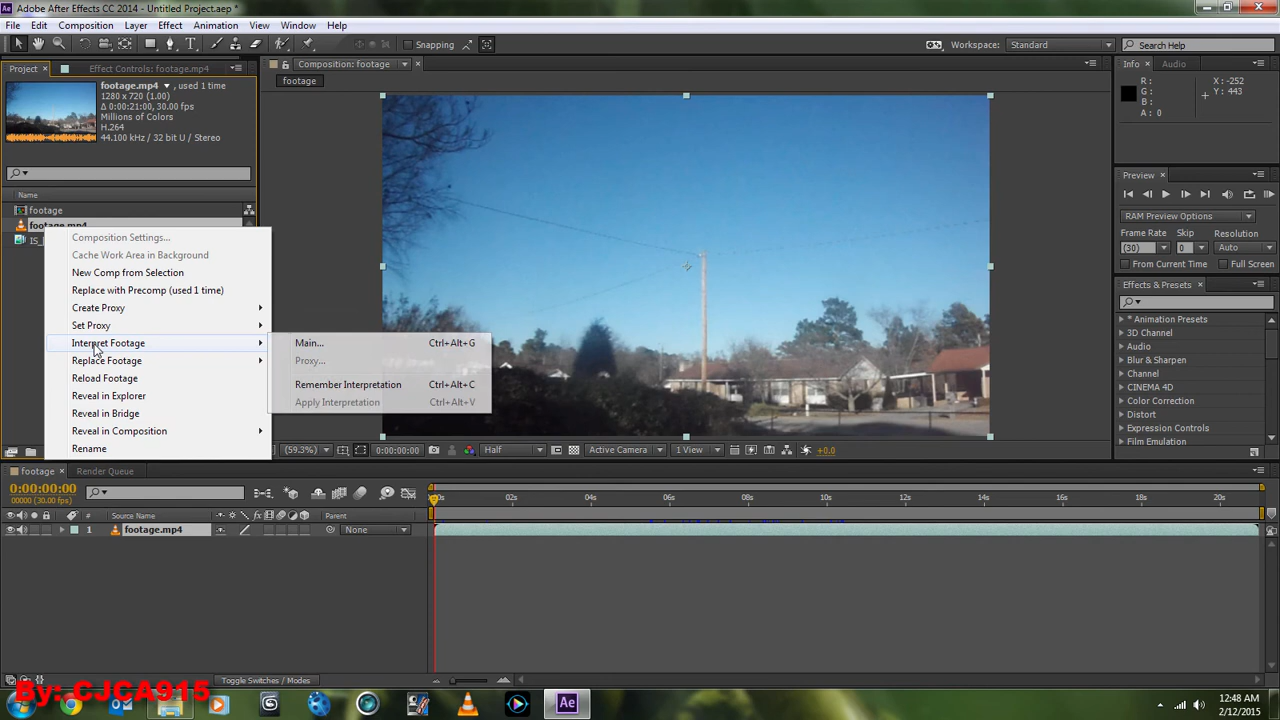 Adobe After Effects CC 2014 - Untitled Project.aep *
File Edit Composition Layer Effect Animation View Window Help
Snapping
Workspace: Standard
Search Help
Project
Effect Controls: footage.mp4
footage.mp4 , used 1 time
1280 x 720 (1.00)
Δ 0:00:21:00, 30.00 fps
Millions of Colors
H.264
44.100 kHz / 32 bit U / Stereo
Name
footage
footage.mp4
Composition Settings...
Cache Work Area in Background
New Comp from Selection
Replace with Precomp (used 1 time)
Create Proxy
Set Proxy
Interpret Footage
Replace Footage
Reload Footage
Reveal in Explorer
Reveal in Bridge
Reveal in Composition
Rename
Main... Ctrl+Alt+G
Proxy...
Remember Interpretation Ctrl+Alt+C
Apply Interpretation Ctrl+Alt+V
Composition: footage
footage
(59.3%) 0:00:00:00 Half Active Camera 1 View +0.0
Info Audio
R :
G :
B :
A : 0
X : -252
Y : 443
Preview
RAM Preview Options
Frame Rate Skip Resolution
(30) 0 Auto
From Current Time Full Screen
Effects & Presets
* Animation Presets
3D Channel
Audio
Blur & Sharpen
Channel
CINEMA 4D
Color Correction
Distort
Expression Controls
Film Emulation
footage Render Queue
0:00:00:00
00000 (30.00 fps)
# Source Name Parent
1 footage.mp4 None
02s 04s 06s 08s 10s 12s 14s 16s 18s 20s
Toggle Switches / Modes
By: CJCA915
12:48 AM
2/12/2015